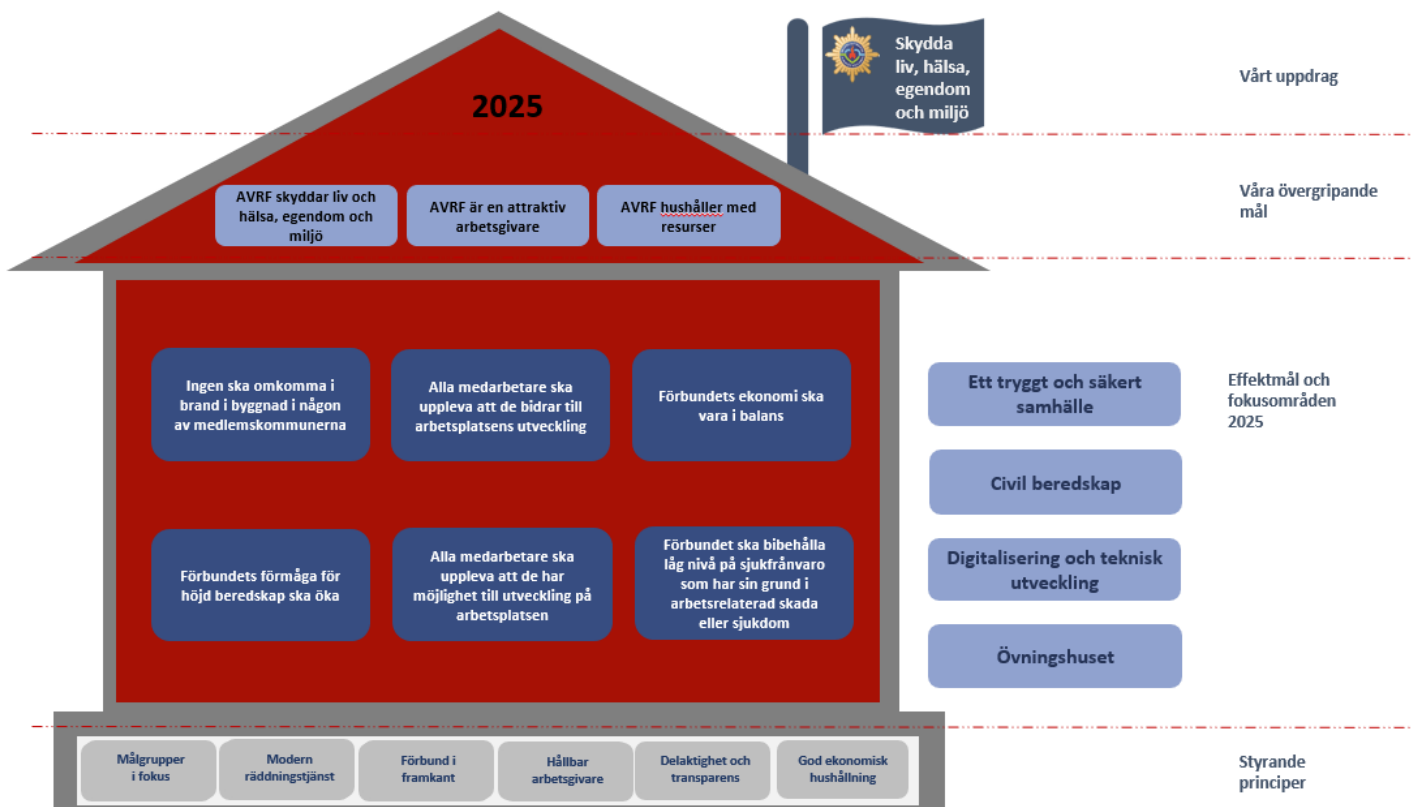 Skydda
liv, hälsa,
egendom
och miljö
Vårt uppdrag
2025
AVRF skyddar liv och
hälsa, egendom och
miljö
AVRF är en attraktiv
arbetsgivare
AVRF hushåller med
resurser
Våra övergripande
mål
Ingen ska omkomma i
brand i byggnad i någon
av medlemskommunerna
Alla medarbetare ska
uppleva att de bidrar till
arbetsplatsens utveckling
Förbundets ekonomi ska
vara i balans
Förbundets förmåga för
höjd beredskap ska öka
Alla medarbetare ska
uppleva att de har
möjlighet till utveckling på
arbetsplatsen
Förbundet ska bibehålla
låg nivå på sjukfrånvaro
som har sin grund i
arbetsrelaterad skada
eller sjukdom
Ett tryggt och säkert
samhälle
Civil beredskap
Digitalisering och teknisk
utveckling
Övningshuset
Effektmål och
fokusområden
2025
Målgrupper
i fokus
Modern
räddningstjänst
Förbund i
framkant
Hållbar
arbetsgivare
Delaktighet och
transparens
God ekonomisk
hushållning
Styrande
principer